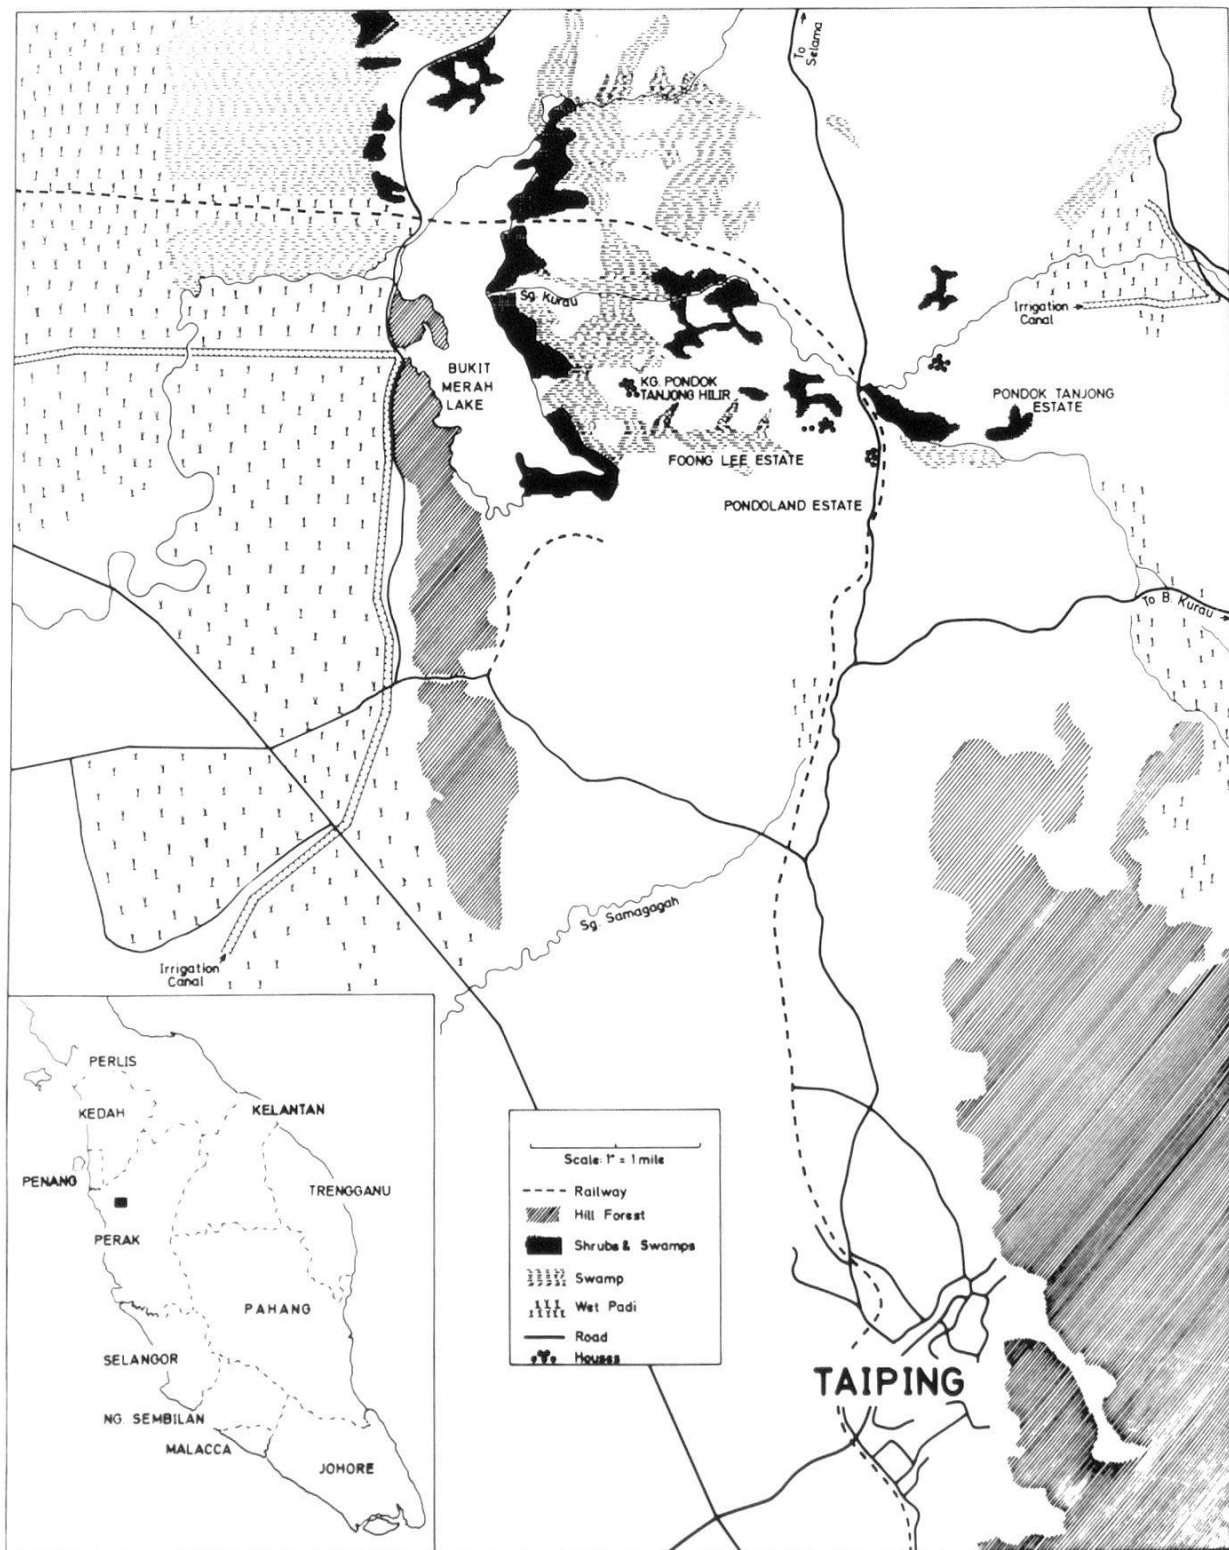 To
Selama
Sg. Kurau
Irrigation
Canal
BUKIT
MERAH
LAKE
KG. PONDOK
TANJONG HILIR
PONDOK TANJONG
ESTATE
FOONG LEE ESTATE
PONDOLAND ESTATE
To B. Kurau
Sg. Samagagah
Irrigation
Canal
PERLIS
KEDAH
KELANTAN
PENANG
TRENGGANU
PERAK
PAHANG
SELANGOR
NG. SEMBILAN
MALACCA
JOHORE
Scale: 1" = 1 mile
Railway
Hill Forest
Shrubs & Swamps
Swamp
Wet Padi
Road
Houses
TAIPING